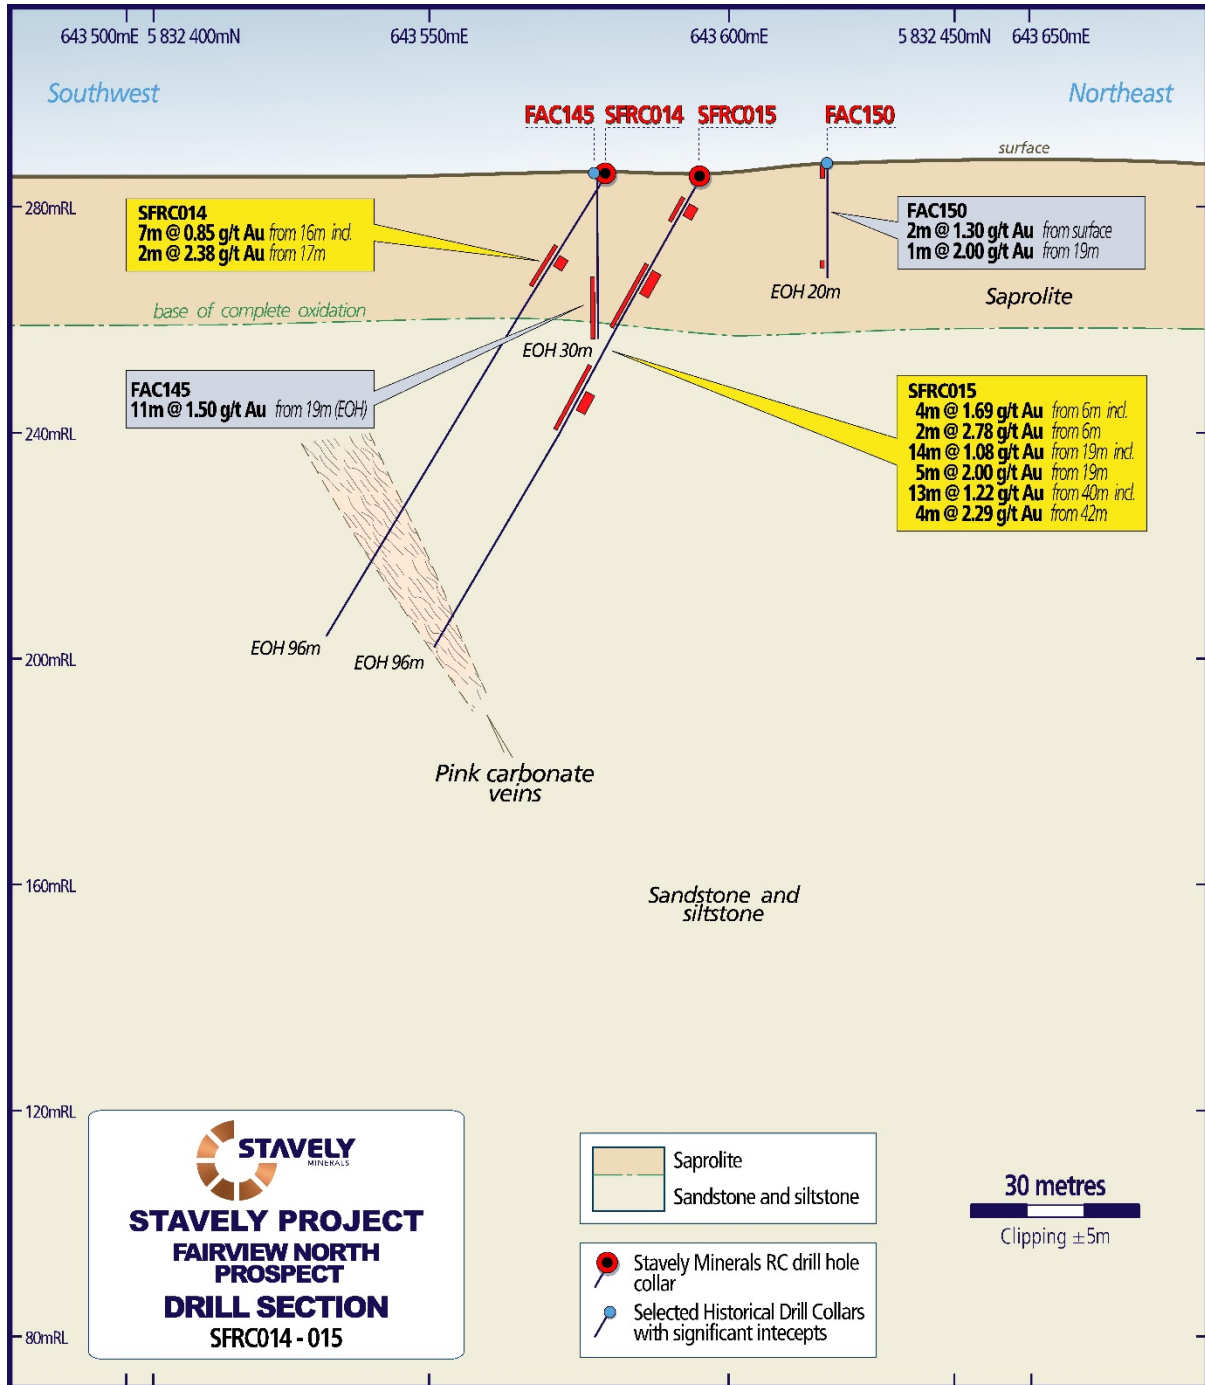 643 500mE 5 832 400mN 643 550mE 643 600mE 5 832 450mN 643 650mE
Southwest
Northeast
FAC145 SFRC014 SFRC015 FAC150
surface
280mRL
SFRC014
7m @ 0.85 g/t Au from 16m incl.
2m @ 2.38 g/t Au from 17m
FAC150
2m @ 1.30 g/t Au from surface
1m @ 2.00 g/t Au from 19m
EOH 20m
Saprolite
base of complete oxidation
EOH 30m
FAC145
11m @ 1.50 g/t Au from 19m (EOH)
SFRC015
4m @ 1.69 g/t Au from 6m incl.
2m @ 2.78 g/t Au from 6m
14m @ 1.08 g/t Au from 19m incl.
5m @ 2.00 g/t Au from 19m
13m @ 1.22 g/t Au from 40m incl.
4m @ 2.29 g/t Au from 42m
240mRL
EOH 96m
EOH 96m
200mRL
Pink carbonate
veins
160mRL
Sandstone and
siltstone
120mRL
STAVELY
MINERALS
STAVELY PROJECT
FAIRVIEW NORTH
PROSPECT
DRILL SECTION
SFRC014 - 015
Saprolite
Sandstone and siltstone
30 metres
Clipping ±5m
Stavely Minerals RC drill hole
collar
Selected Historical Drill Collars
with significant intecepts
80mRL